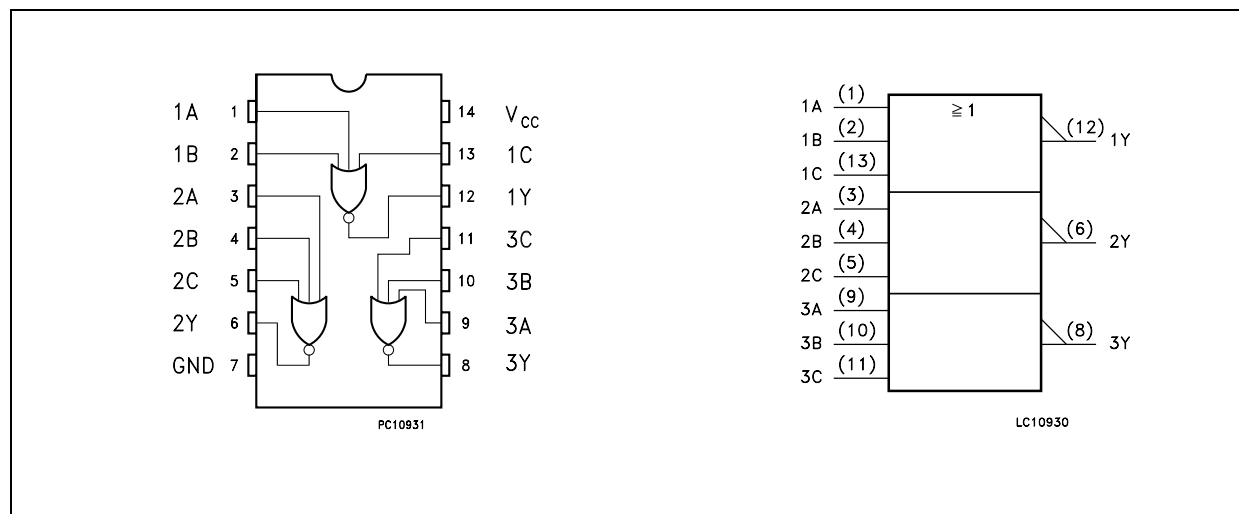 1A 1 14 VCC
1B 2 13 1C
2A 3 12 1Y
2B 4 11 3C
2C 5 10 3B
2Y 6 9 3A
GND 7 8 3Y
PC10931
≧ 1
1A (1)
1B (2)
1C (13)
2A (3)
2B (4)
2C (5)
3A (9)
3B (10)
3C (11)
(12) 1Y
(6) 2Y
(8) 3Y
LC10930